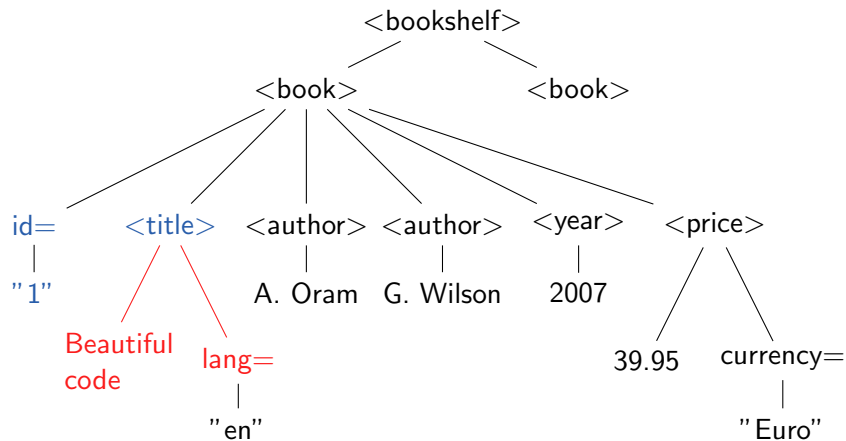 <bookshelf>
<book> <book>
id= <title> <author> <author> <year> <price>
"1" A. Oram G. Wilson 2007
Beautiful
code
lang= 39.95 currency=
"en" "Euro"